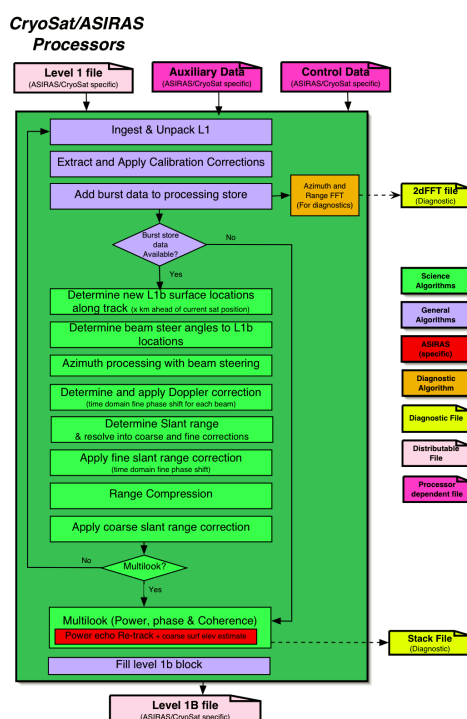 CryoSat/ASIRAS
Processors
Level 1 file
(ASIRAS/CryoSat specific)
Auxiliary Data
(ASIRAS/CryoSat specific)
Control Data
(ASIRAS/CryoSat specific)
Ingest & Unpack L1
Extract and Apply Calibration Corrections
Add burst data to processing store
Azimuth and
Range FFT
(For diagnostics)
2dFFT file
(Diagnostic)
Burst store
data
Available?
No
Yes
Determine new L1b surface locations
along track (x km ahead of current sat position)
Determine beam steer angles to L1b
locations
Azimuth processing with beam steering
Determine and apply Doppler correction
(time domain fine phase shift for each beam)
Determine Slant range
& resolve into coarse and fine corrections
Apply fine slant range correction
(time domain fine phase shift)
Range Compression
Apply coarse slant range correction
No
Multilook?
Yes
Multilook (Power, phase & Coherence)
Power echo Re-track + coarse surf elev estimate
Stack File
(Diagnostic)
Fill level 1b block
Level 1B file
(ASIRAS/CryoSat specific)
Science
Algorithms
General
Algorithms
ASIRAS
(specific)
Diagnostic
Algorithm
Diagnostic File
Distributable
File
Processor
dependent file